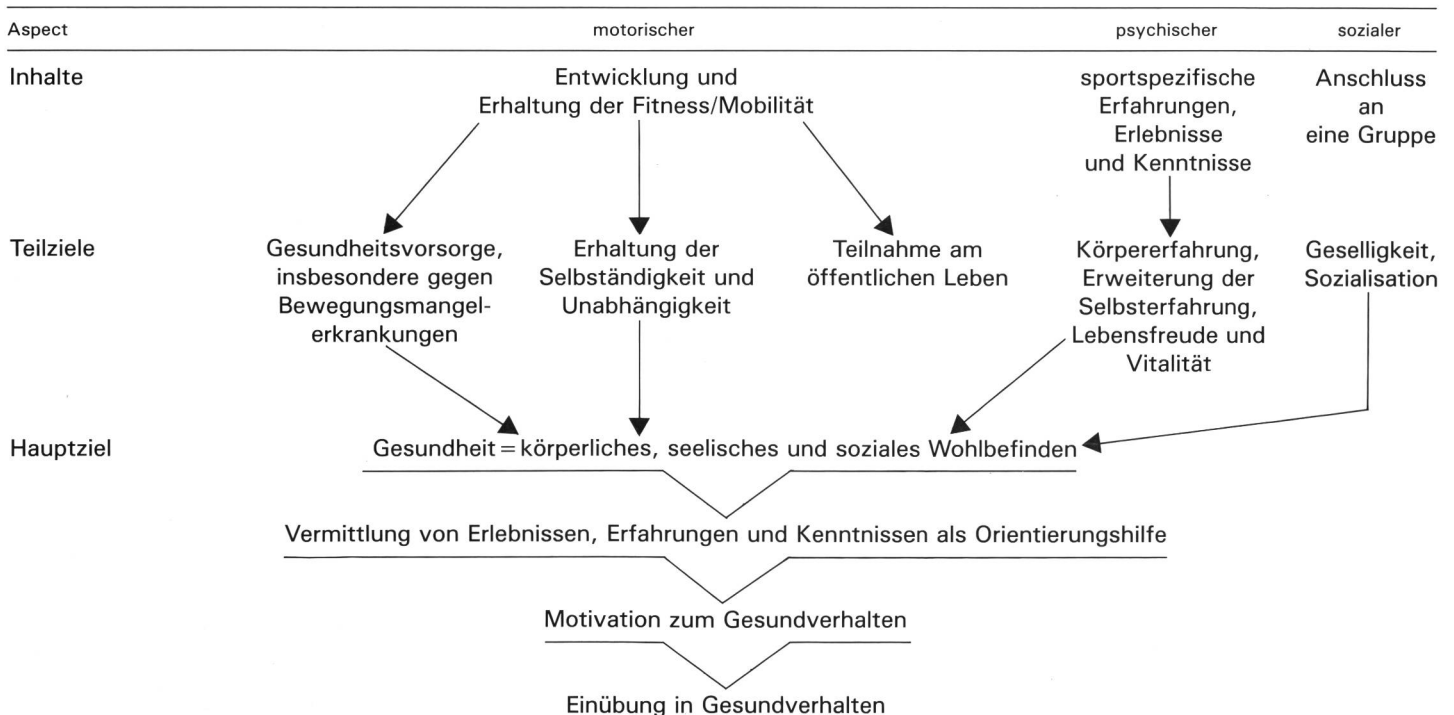 Aspect motorischer psychischer sozialer
Inhalte
Entwicklung und
Erhaltung der Fitness/Mobilität
sportspezifische
Erfahrungen,
Erlebnisse
und Kenntnisse
Anschluss
an
eine Gruppe
Teilziele
Gesundheitsvorsorge,
insbesondere gegen
Bewegungsmangel-
erkrankungen
Erhaltung der
Selbständigkeit und
Unabhängigkeit
Teilnahme am
öffentlichen Leben
Körpererfahrung,
Erweiterung der
Selbsterfahrung,
Lebensfreude und
Vitalität
Geselligkeit,
Sozialisation
Hauptziel
Gesundheit = körperliches, seelisches und soziales Wohlbefinden
Vermittlung von Erlebnissen, Erfahrungen und Kenntnissen als Orientierungshilfe
Motivation zum Gesundverhalten
Einübung in Gesundverhalten